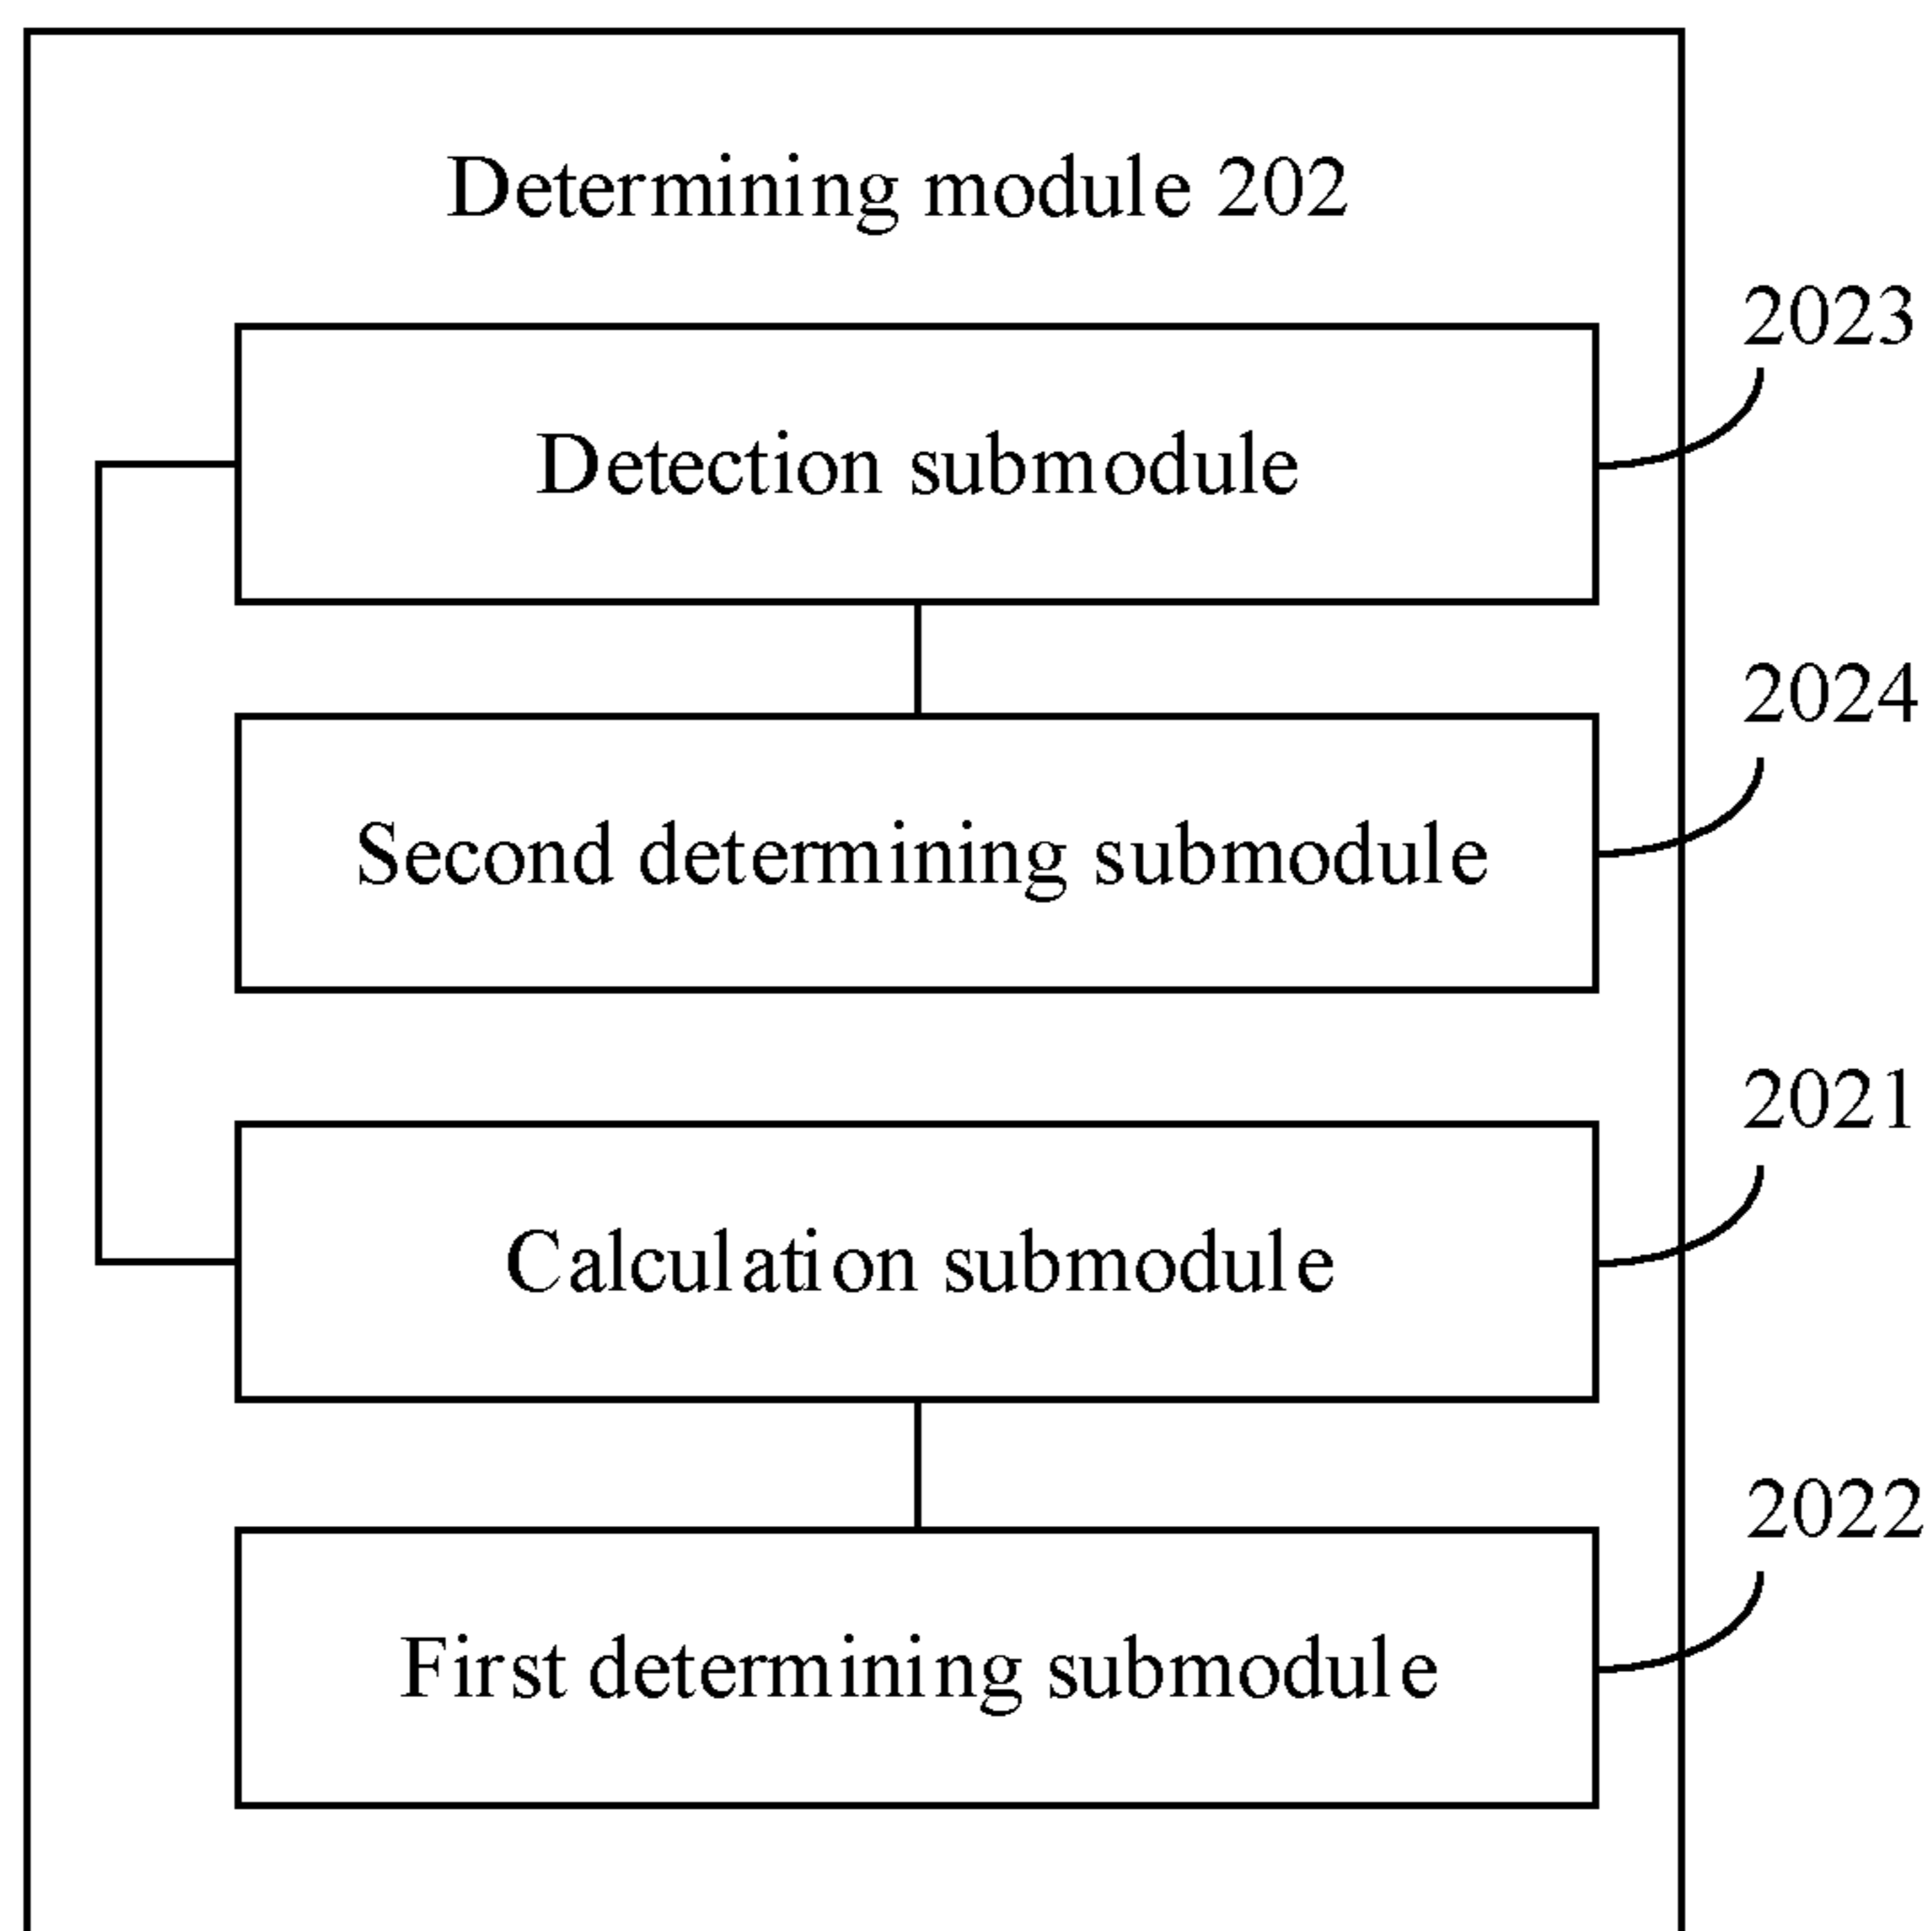 Determining module 202
2023
Detection submodule
2024
Second determining submodule
2021
Calculation submodule
2022
First determining submodule